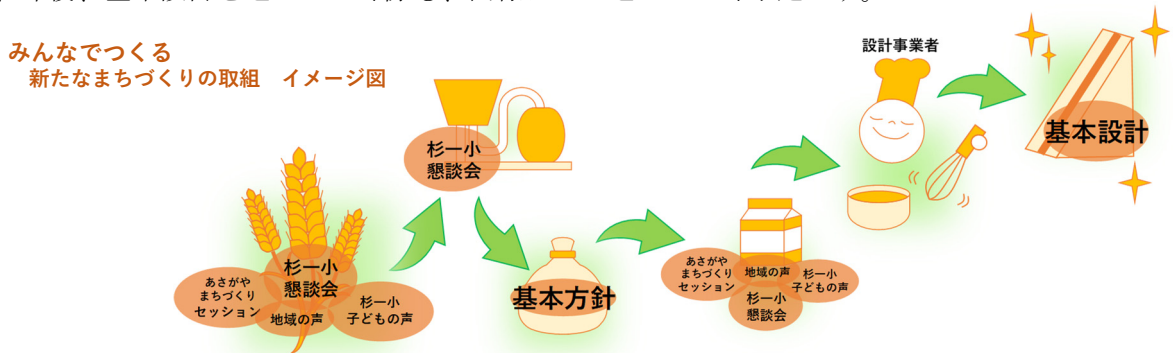 みんなでつくる
新たなまちづくりの取組　イメージ図
杉一小
懇談会
あさがや
まちづくり
セッション
地域の声
杉一小
子どもの声
杉一小
懇談会
基本方針
あさがや
まちづくり
セッション
地域の声
杉一小
子どもの声
杉一小
懇談会
設計事業者
基本設計